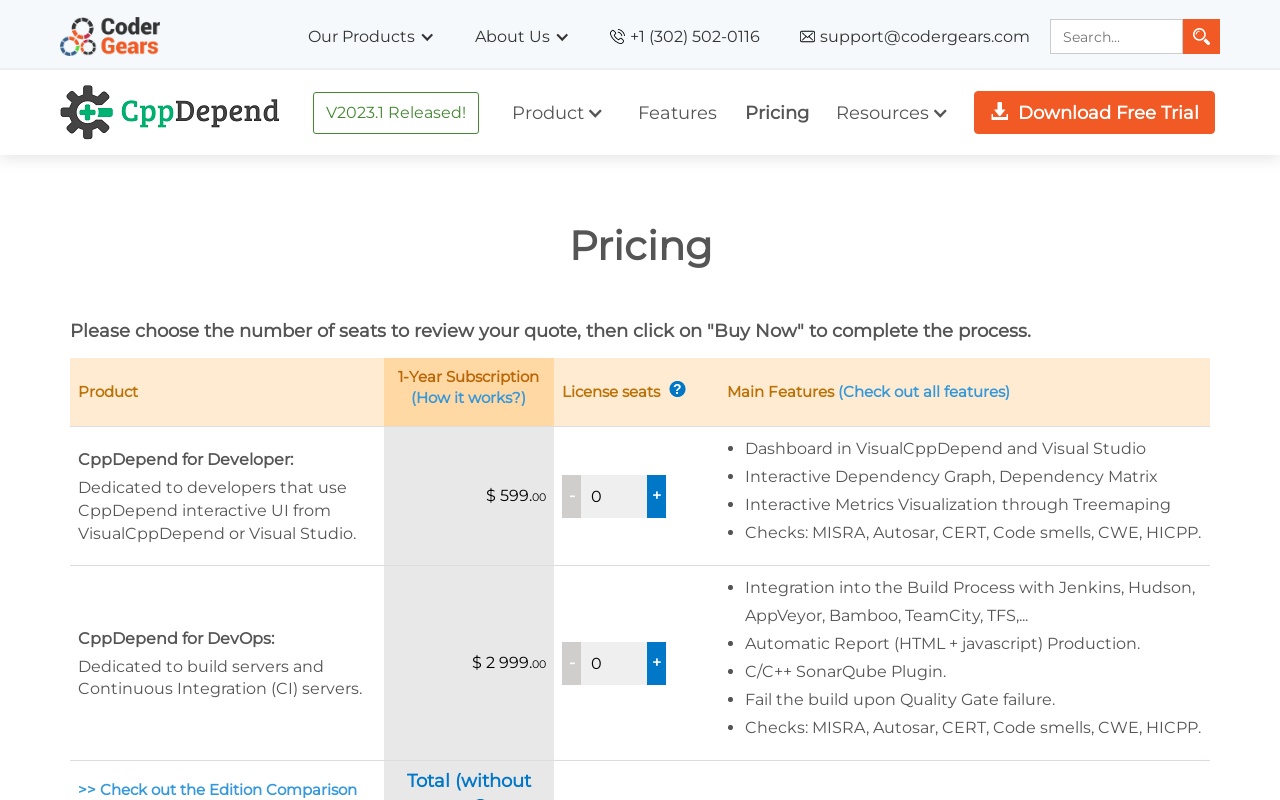 Coder
Gears
Our Products
About Us
+1 (302) 502-0116
support@codergears.com
Search...
CppDepend
V2023.1 Released!
Product
Features
Pricing
Resources
Download Free Trial
Pricing
Please choose the number of seats to review your quote, then click on "Buy Now" to complete the process.
Product
1-Year Subscription
(How it works?)
License seats ?
Main Features (Check out all features)
CppDepend for Developer:
Dedicated to developers that use
CppDepend interactive UI from
VisualCppDepend or Visual Studio.
$ 599.00
- 0 +
• Dashboard in VisualCppDepend and Visual Studio
• Interactive Dependency Graph, Dependency Matrix
• Interactive Metrics Visualization through Treemaping
• Checks: MISRA, Autosar, CERT, Code smells, CWE, HICPP.
CppDepend for DevOps:
Dedicated to build servers and
Continuous Integration (CI) servers.
$ 2 999.00
- 0 +
• Integration into the Build Process with Jenkins, Hudson,
AppVeyor, Bamboo, TeamCity, TFS,...
• Automatic Report (HTML + javascript) Production.
• C/C++ SonarQube Plugin.
• Fail the build upon Quality Gate failure.
• Checks: MISRA, Autosar, CERT, Code smells, CWE, HICPP.
>> Check out the Edition Comparison
Total (without